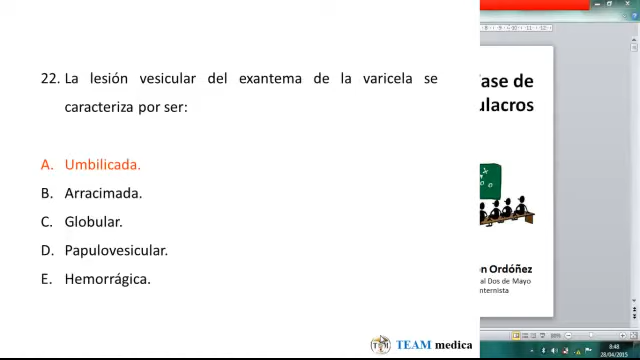 22. La lesión vesicular del exantema de la varicela se
caracteriza por ser:
A. Umbilicada.
B. Arracimada.
C. Globular.
D. Papulovesicular.
E. Hemorrágica.
TEAM medica
ase de
ulacros
on Ordóñez
al Dos de Mayo
nternista
8:48
28/04/2015